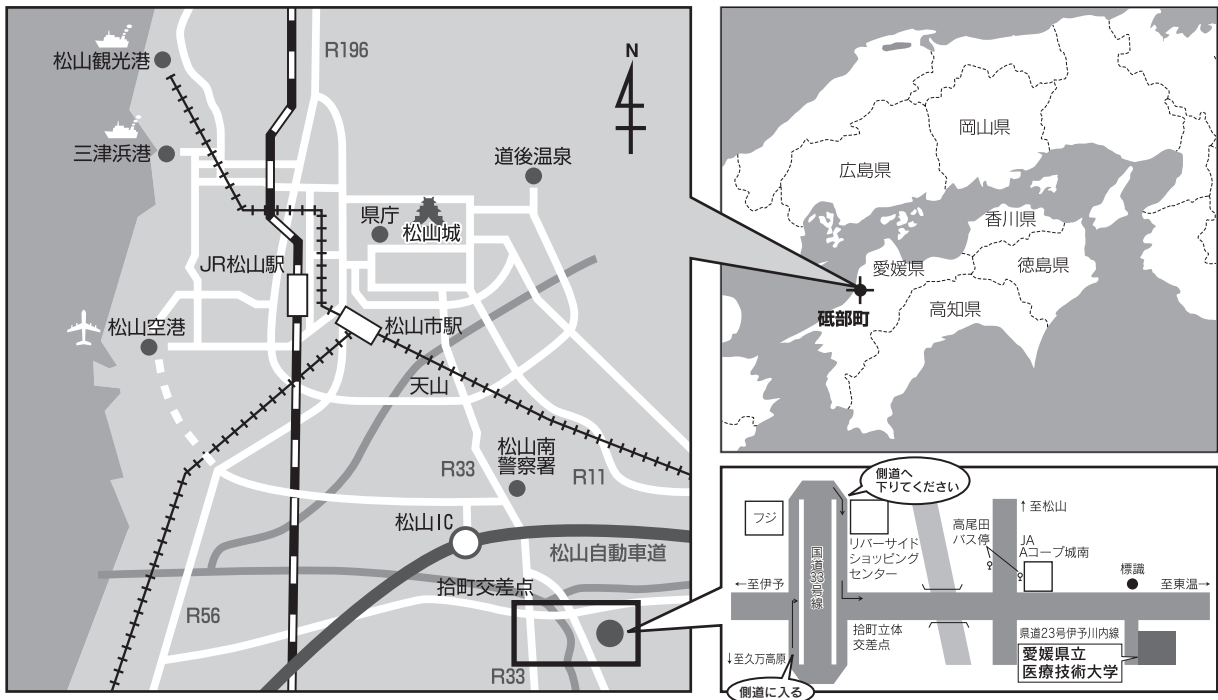 松山観光港
R196
N
三津浜港
道後温泉
県庁
松山城
JR松山駅
松山空港
松山市駅
天山
松山南
警察署
R33
R11
松山IC
松山自動車道
拾町交差点
R56
R33
岡山県
広島県
香川県
愛媛県
徳島県
高知県
砥部町
側道へ
下りてください
フジ
国道33号線
リバーサイド
ショッピング
センター
高尾田
バス停
↑至松山
JA
Aコープ城南
標識
←至伊予
至東温→
拾町立体
交差点
県道23号伊予川内線
愛媛県立
医療技術大学
↓至久万高原
側道に入る